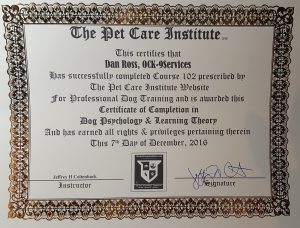 The Pet Care Institute
This certifies that
Dan Ross, OCK-9Services
Has successfully completed Course 102 prescribed by
The Pet Care Institute Website
For Professional Dog Training and is awarded this
Certificate of Completion in
Dog Psychology & Learning Theory
And has earned all rights & privileges pertaining therein
This 7th Day of December, 2016
Jeffrey H Cottenbuck
Instructor
Signature